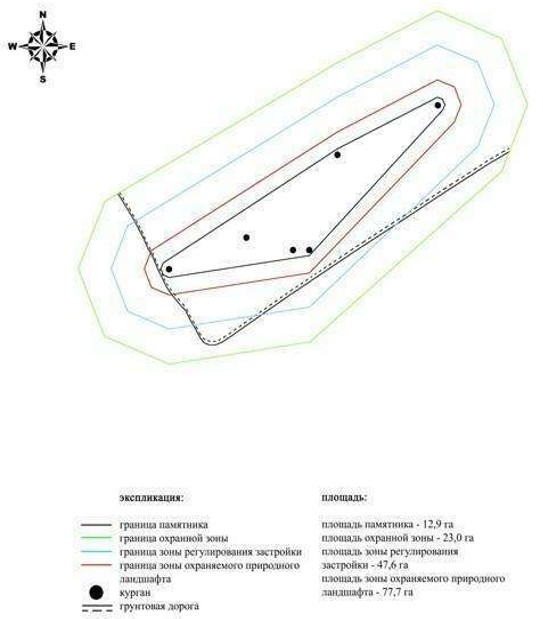 N
W E
S
экспликация: площадь:
граница памятника площадь памятника - 12,9 га
граница охранной зоны площадь охранной зоны - 23,0 га
граница зоны регулирования застройки площадь зоны регулирования
граница зоны охраняемого природного застройки - 47,6 га
ландшафта площадь зоны охраняемого природного
курган ландшафта - 77,7 га
грунтовая дорога